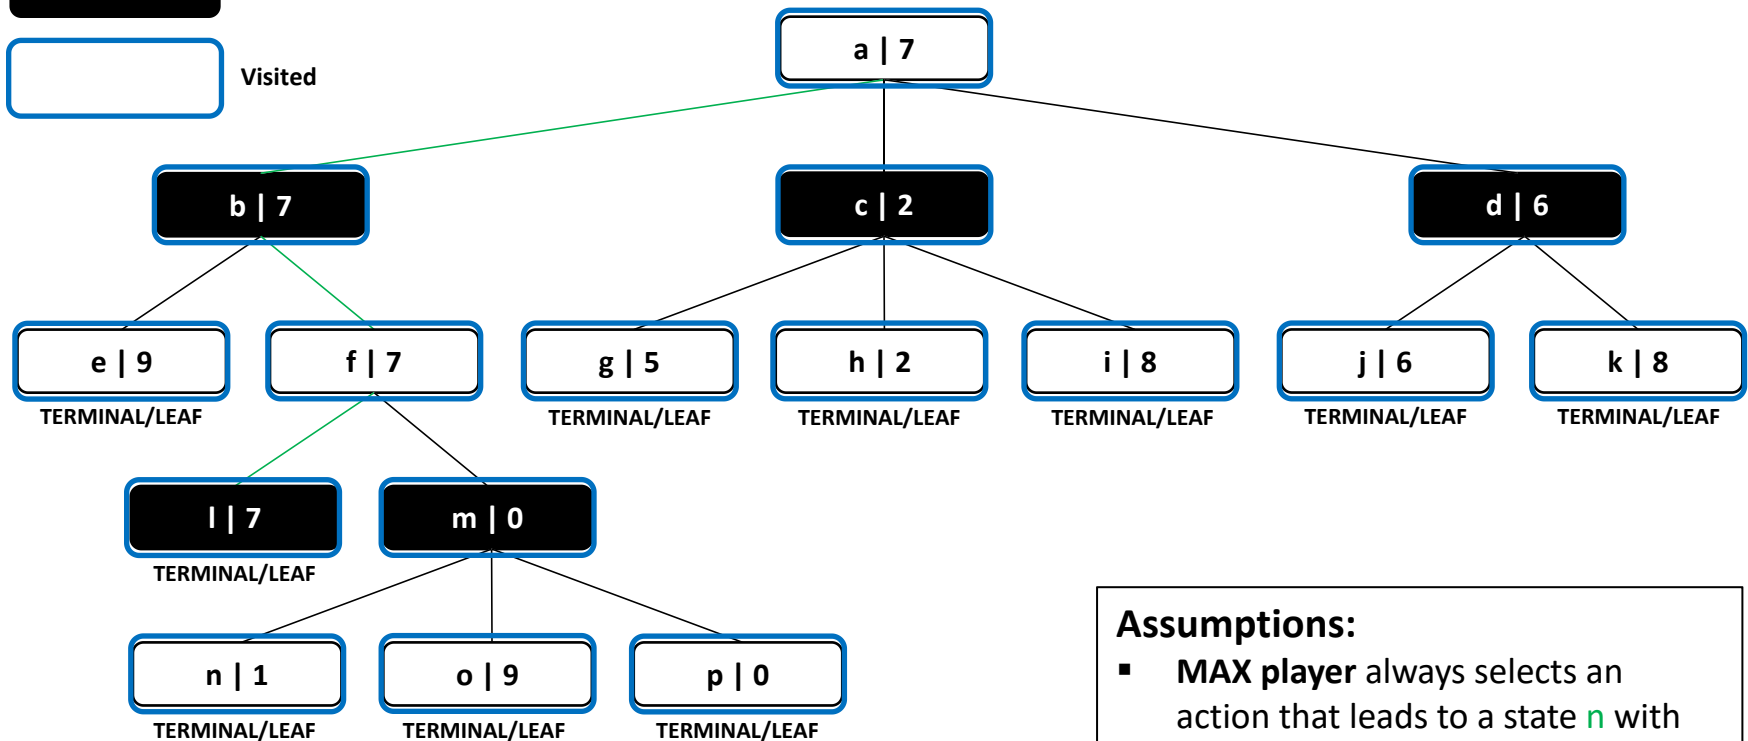 a | 7
Visited
b | 7
c | 2
d | 6
e | 9
f | 7
g | 5
h | 2
i | 8
j | 6
k | 8
TERMINAL/LEAF
TERMINAL/LEAF
TERMINAL/LEAF
TERMINAL/LEAF
TERMINAL/LEAF
TERMINAL/LEAF
l | 7
m | 0
TERMINAL/LEAF
Assumptions:
▪ MAX player always selects an
action that leads to a state n with
n | 1
o | 9
p | 0
TERMINAL/LEAF
TERMINAL/LEAF
TERMINAL/LEAF